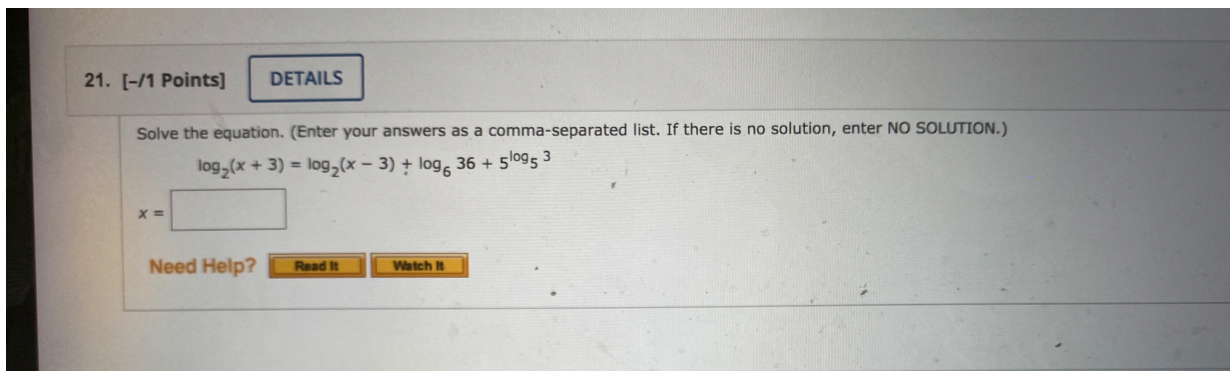 21. [-/1 Points] DETAILS
Solve the equation. (Enter your answers as a comma-separated list. If there is no solution, enter NO SOLUTION.)
log₂(x + 3) = log₂(x − 3) + log₆ 36 + 5^(log₅ 3)
x =
Need Help? Read It Watch It